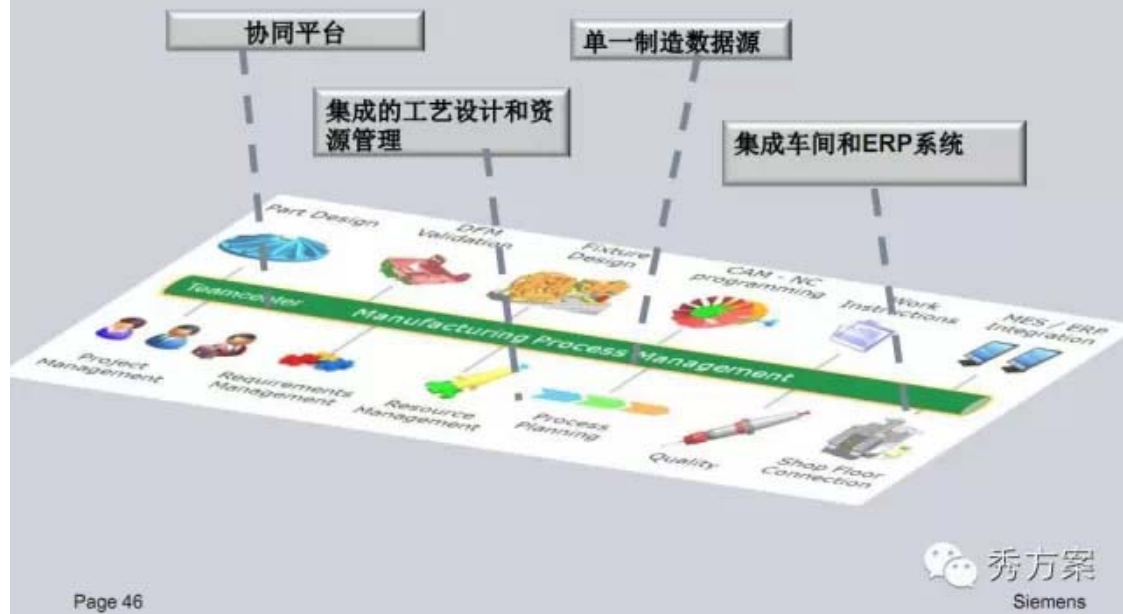 协同平台
单一制造数据源
集成的工艺设计和资
源管理
集成车间和ERP系统
Part Design
DFM
Validation
Fixture
Design
CAM - NC
programming
Work
Instructions
MES / ERP
Integration
Teamcenter
Manufacturing Process Management
Project
Management
Requirements
Management
Resource
Management
Process
Planning
Quality
Shop Floor
Connection
秀方案
Page 46
Siemens